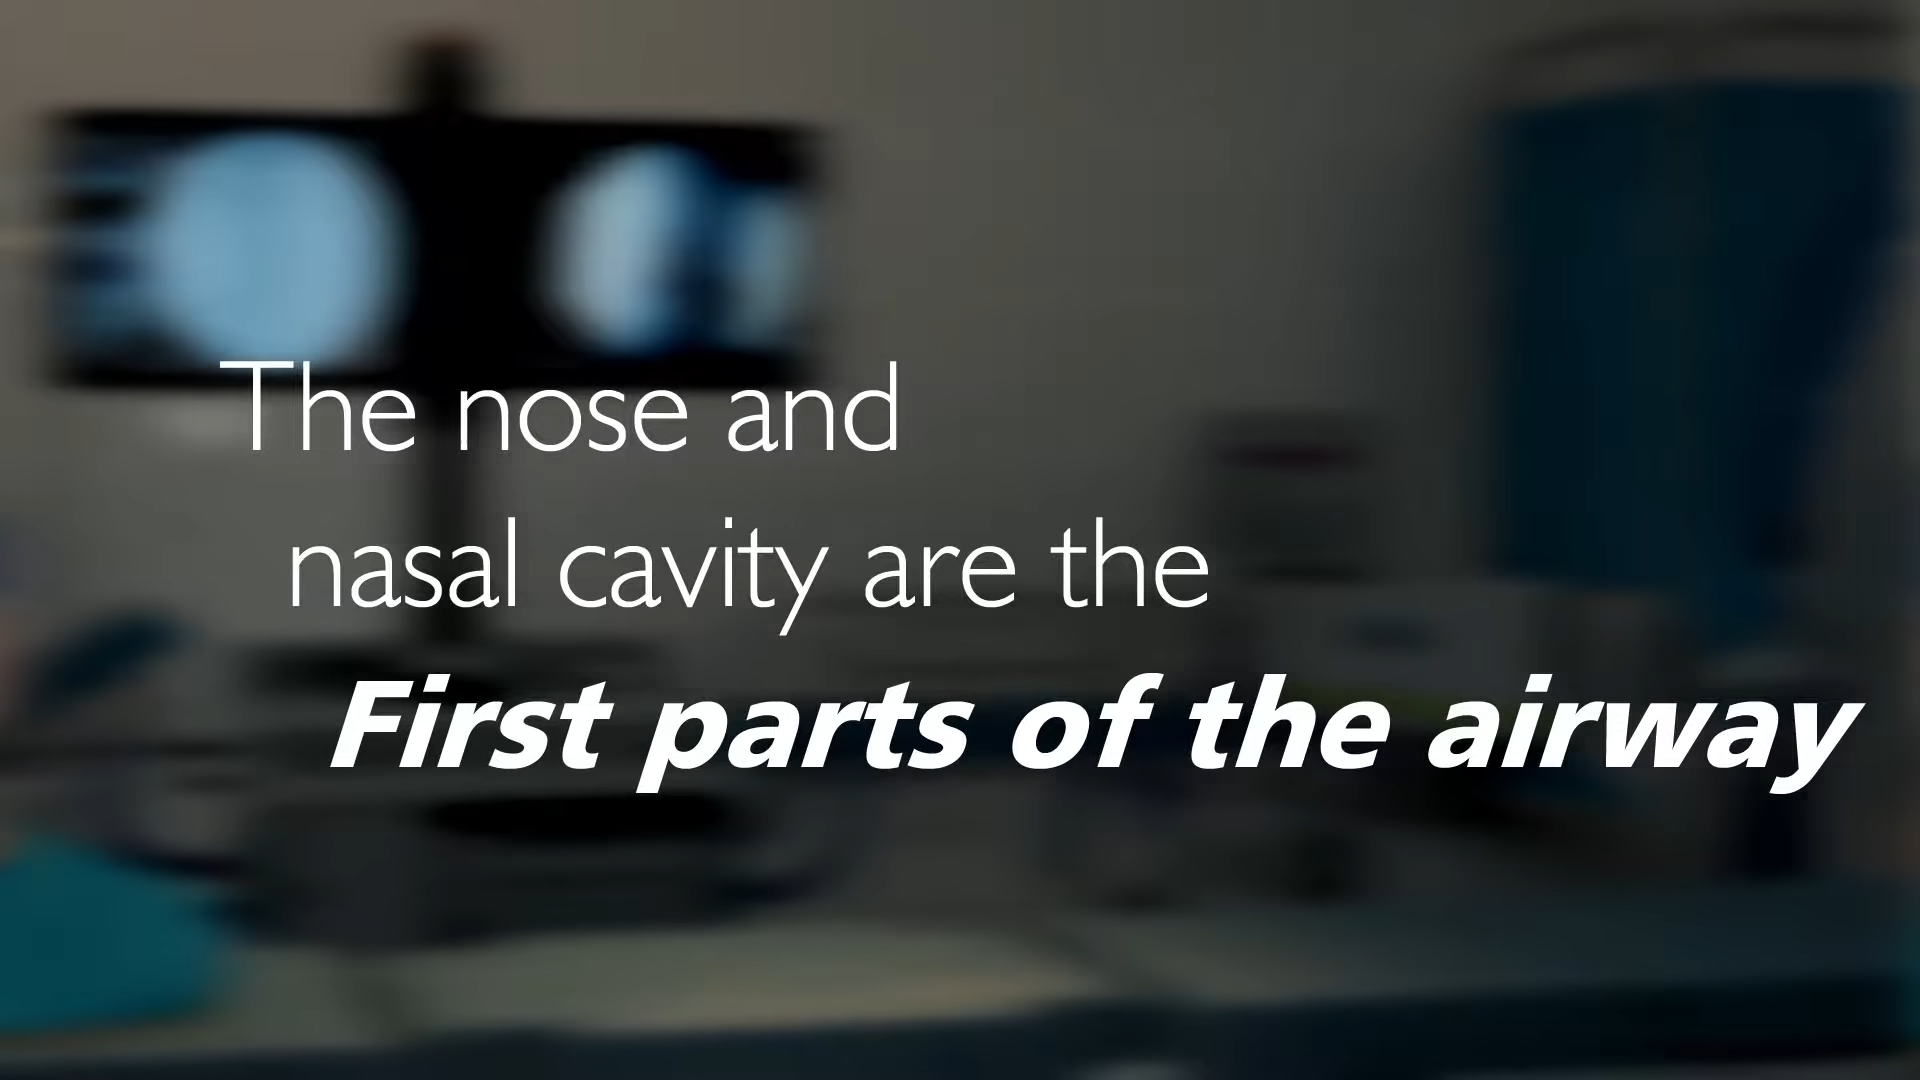 The nose and
nasal cavity are the
First parts of the airway